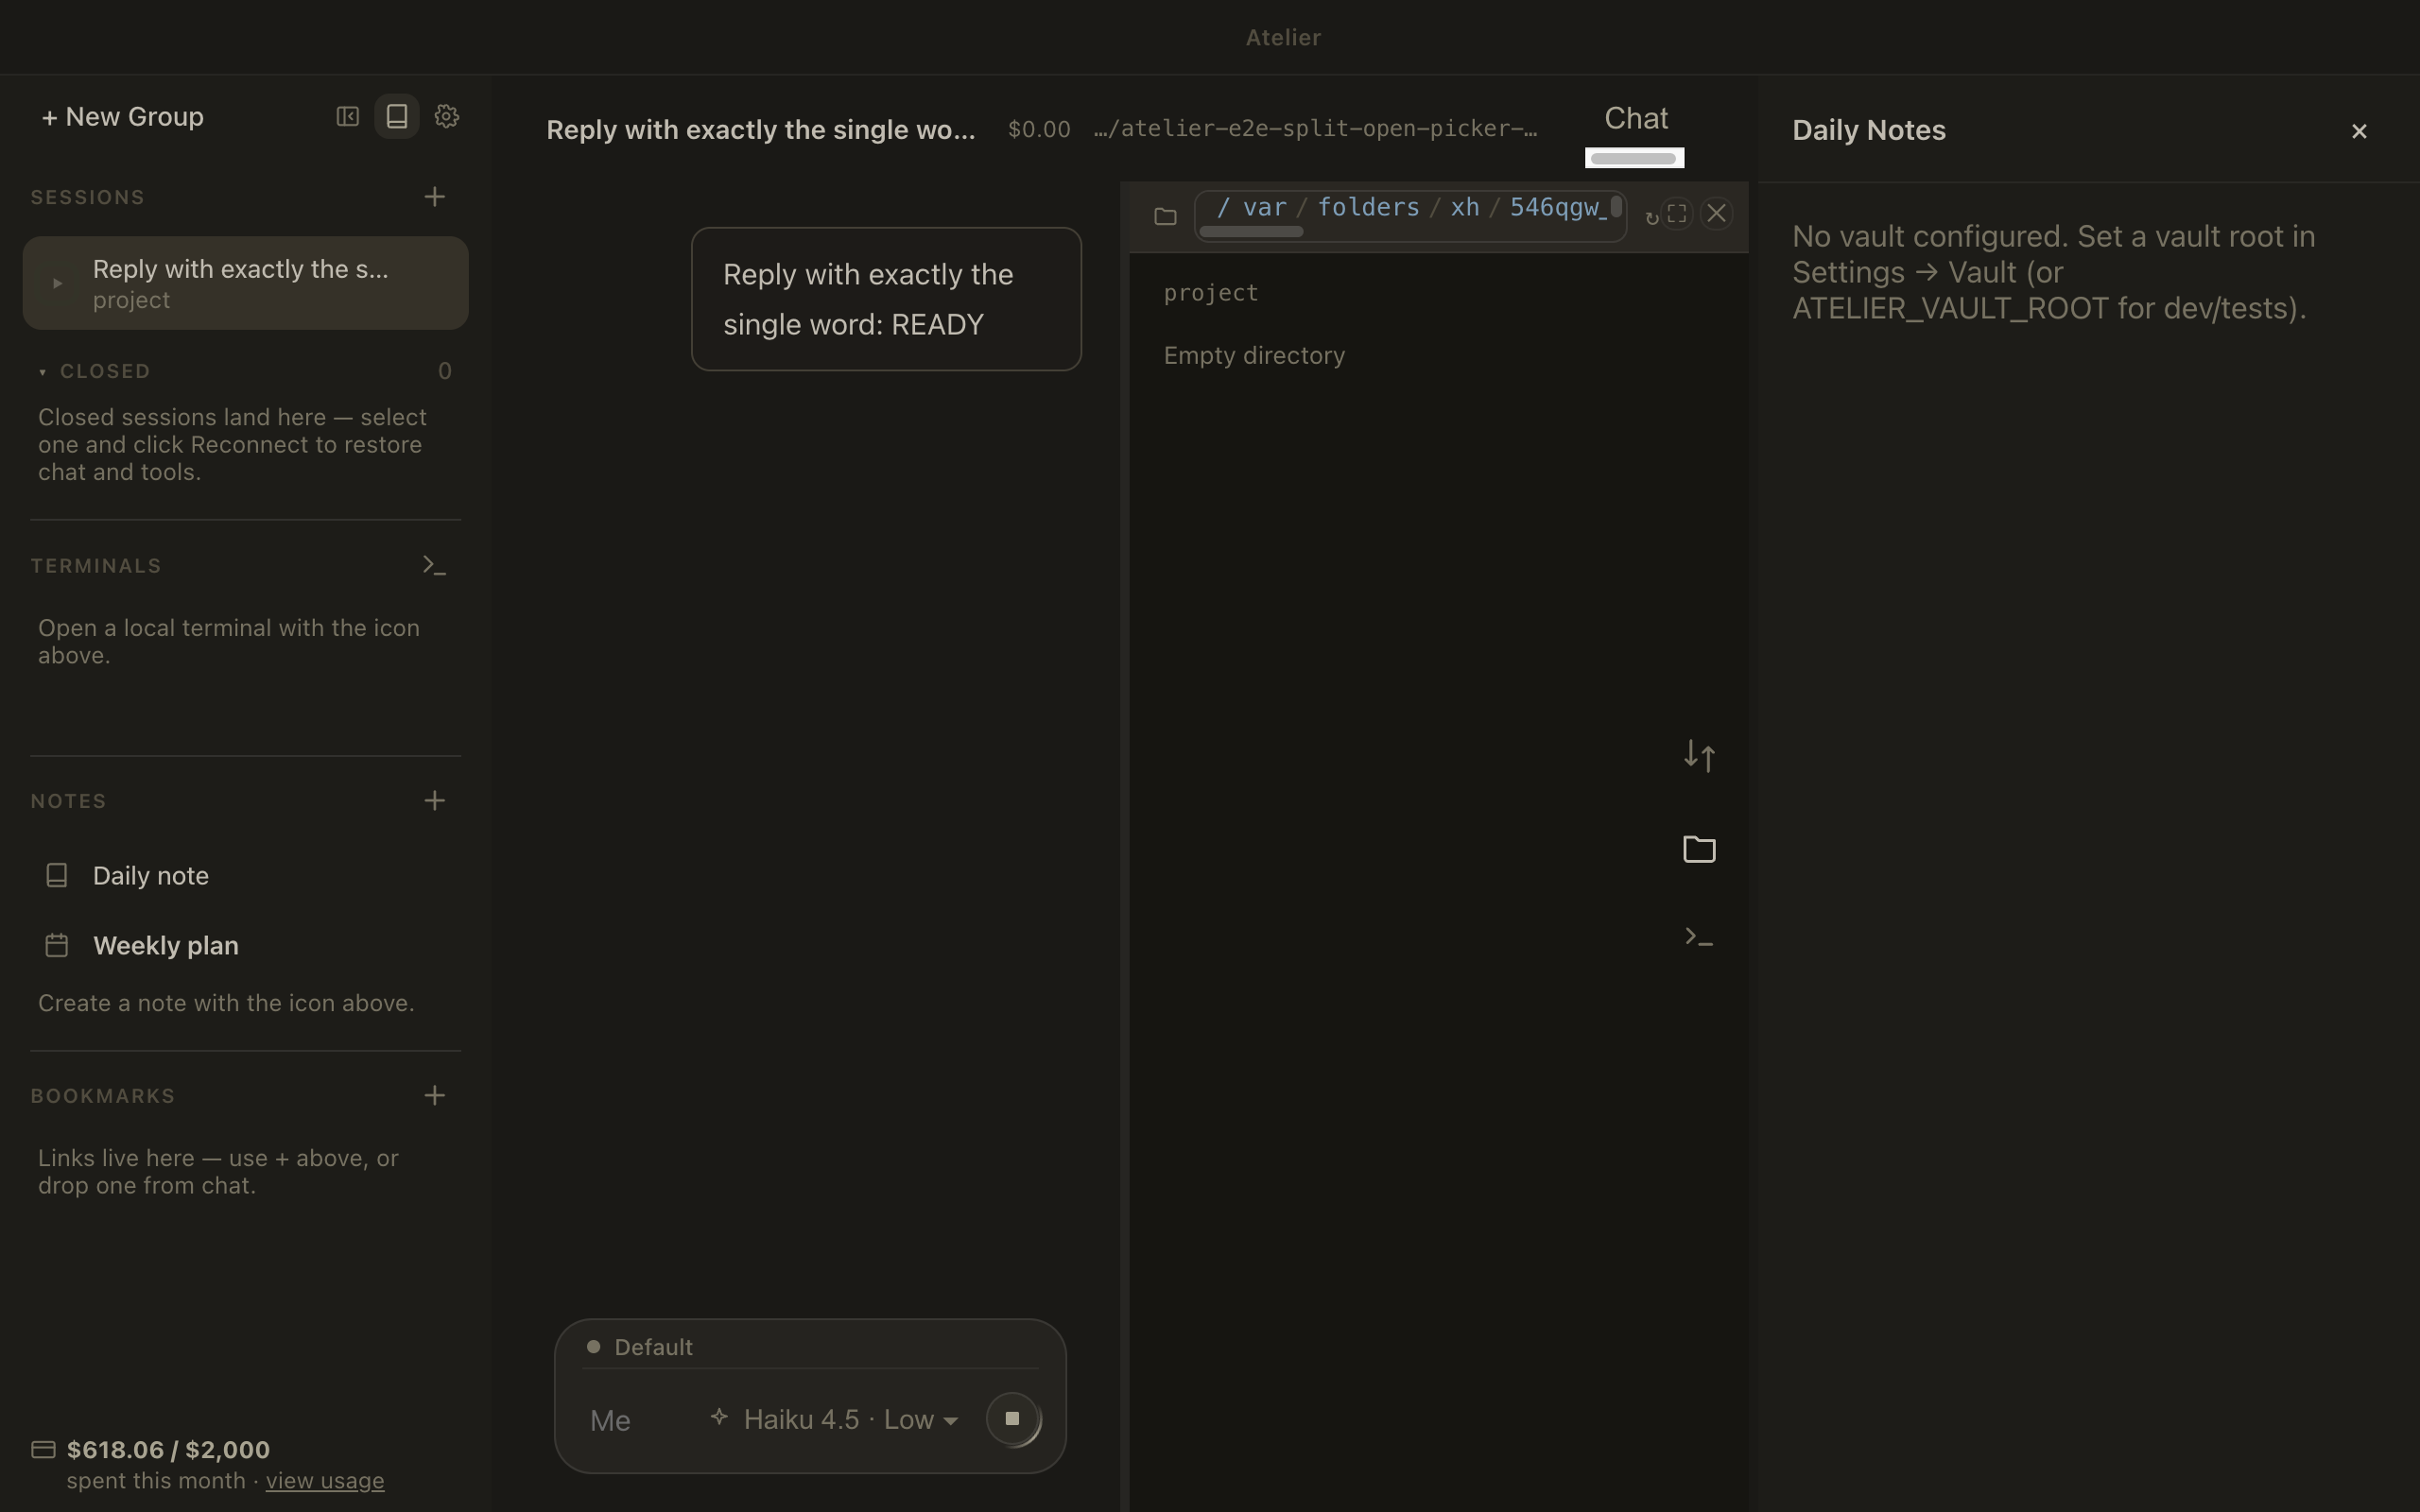 Atelier
+ New Group
SESSIONS
Reply with exactly the s...
project
CLOSED 0
Closed sessions land here — select
one and click Reconnect to restore
chat and tools.
TERMINALS
Open a local terminal with the icon
above.
NOTES
Daily note
Weekly plan
Create a note with the icon above.
BOOKMARKS
Links live here — use + above, or
drop one from chat.
$618.06 / $2,000
spent this month · view usage
Reply with exactly the single wo... $0.00 …/atelier-e2e-split-open-picker-…
Chat
Reply with exactly the
single word: READY
Default
Me Haiku 4.5 · Low
/ var / folders / xh / 546qgw_
project
Empty directory
Daily Notes
No vault configured. Set a vault root in
Settings → Vault (or
ATELIER_VAULT_ROOT for dev/tests).